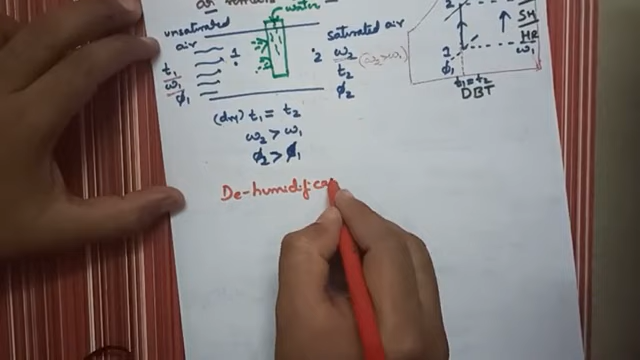 water
unsaturated air
saturated air
1
2
t₁
ω₁
φ₁
ω₂ (ω₂>ω₁)
t₂
φ₂
(dry) t₁ = t₂
ω₂ > ω₁
φ₂ > φ₁
2
1
φ₁
SH
HR
ω₁
t₁=t₂
DBT
De-humidifica